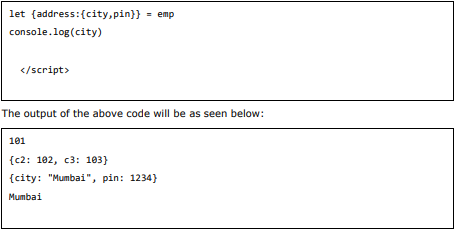 let {address:{city,pin}} = emp
console.log(city)
</script>
The output of the above code will be as seen below:
101
{c2: 102, c3: 103}
{city: "Mumbai", pin: 1234}
Mumbai